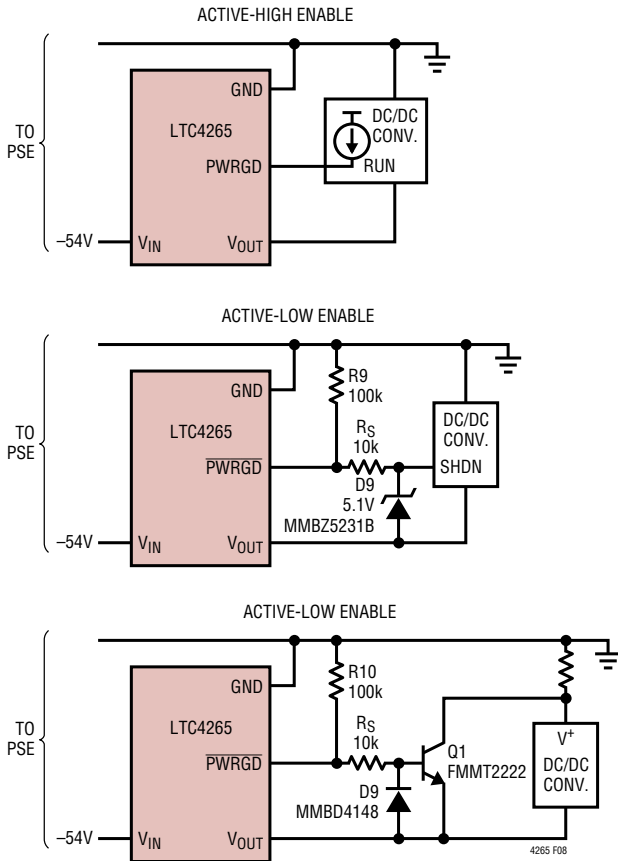 ACTIVE-HIGH ENABLE
GND
LTC4265
DC/DC
CONV.
TO
PSE
PWRGD
RUN
–54V
VIN
VOUT
ACTIVE-LOW ENABLE
GND
R9
100k
LTC4265
RS
10k
DC/DC
CONV.
TO
PSE
PWRGD
SHDN
D9
5.1V
MMBZ5231B
–54V
VIN
VOUT
ACTIVE-LOW ENABLE
GND
R10
100k
LTC4265
RS
10k
V+
DC/DC
CONV.
TO
PSE
PWRGD
Q1
FMMT2222
D9
MMBD4148
–54V
VIN
VOUT
4265 F08